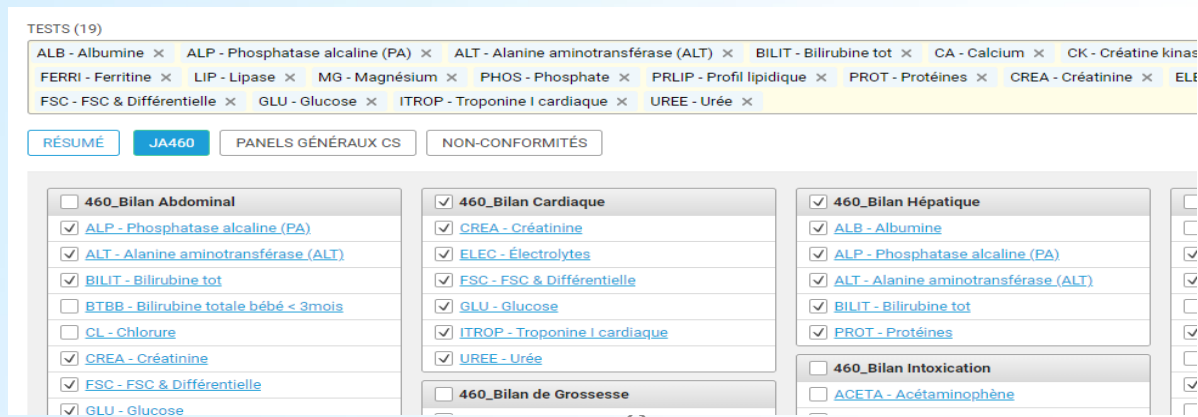 TESTS (19)
ALB - Albumine × ALP - Phosphatase alcaline (PA) × ALT - Alanine aminotransférase (ALT) × BILIT - Bilirubine tot × CA - Calcium × CK - Créatine kinas
FERRI - Ferritine × LIP - Lipase × MG - Magnésium × PHOS - Phosphate × PRLIP - Profil lipidique × PROT - Protéines × CREA - Créatinine ×
FSC - FSC & Différentielle × GLU - Glucose × ITROP - Troponine I cardiaque × UREE - Urée ×
RÉSUMÉ JA460 PANELS GÉNÉRAUX CS NON-CONFORMITÉS
460_Bilan Abdominal
ALP - Phosphatase alcaline (PA)
ALT - Alanine aminotransférase (ALT)
BILIT - Bilirubine tot
BTBB - Bilirubine totale bébé < 3mois
CL - Chlorure
CREA - Créatinine
FSC - FSC & Différentielle
GLU - Glucose
460_Bilan Cardiaque
CREA - Créatinine
ELEC - Électrolytes
FSC - FSC & Différentielle
GLU - Glucose
ITROP - Troponine I cardiaque
UREE - Urée
460_Bilan de Grossesse
460_Bilan Hépatique
ALB - Albumine
ALP - Phosphatase alcaline (PA)
ALT - Alanine aminotransférase (ALT)
BILIT - Bilirubine tot
PROT - Protéines
460_Bilan Intoxication
ACETA - Acétaminophène